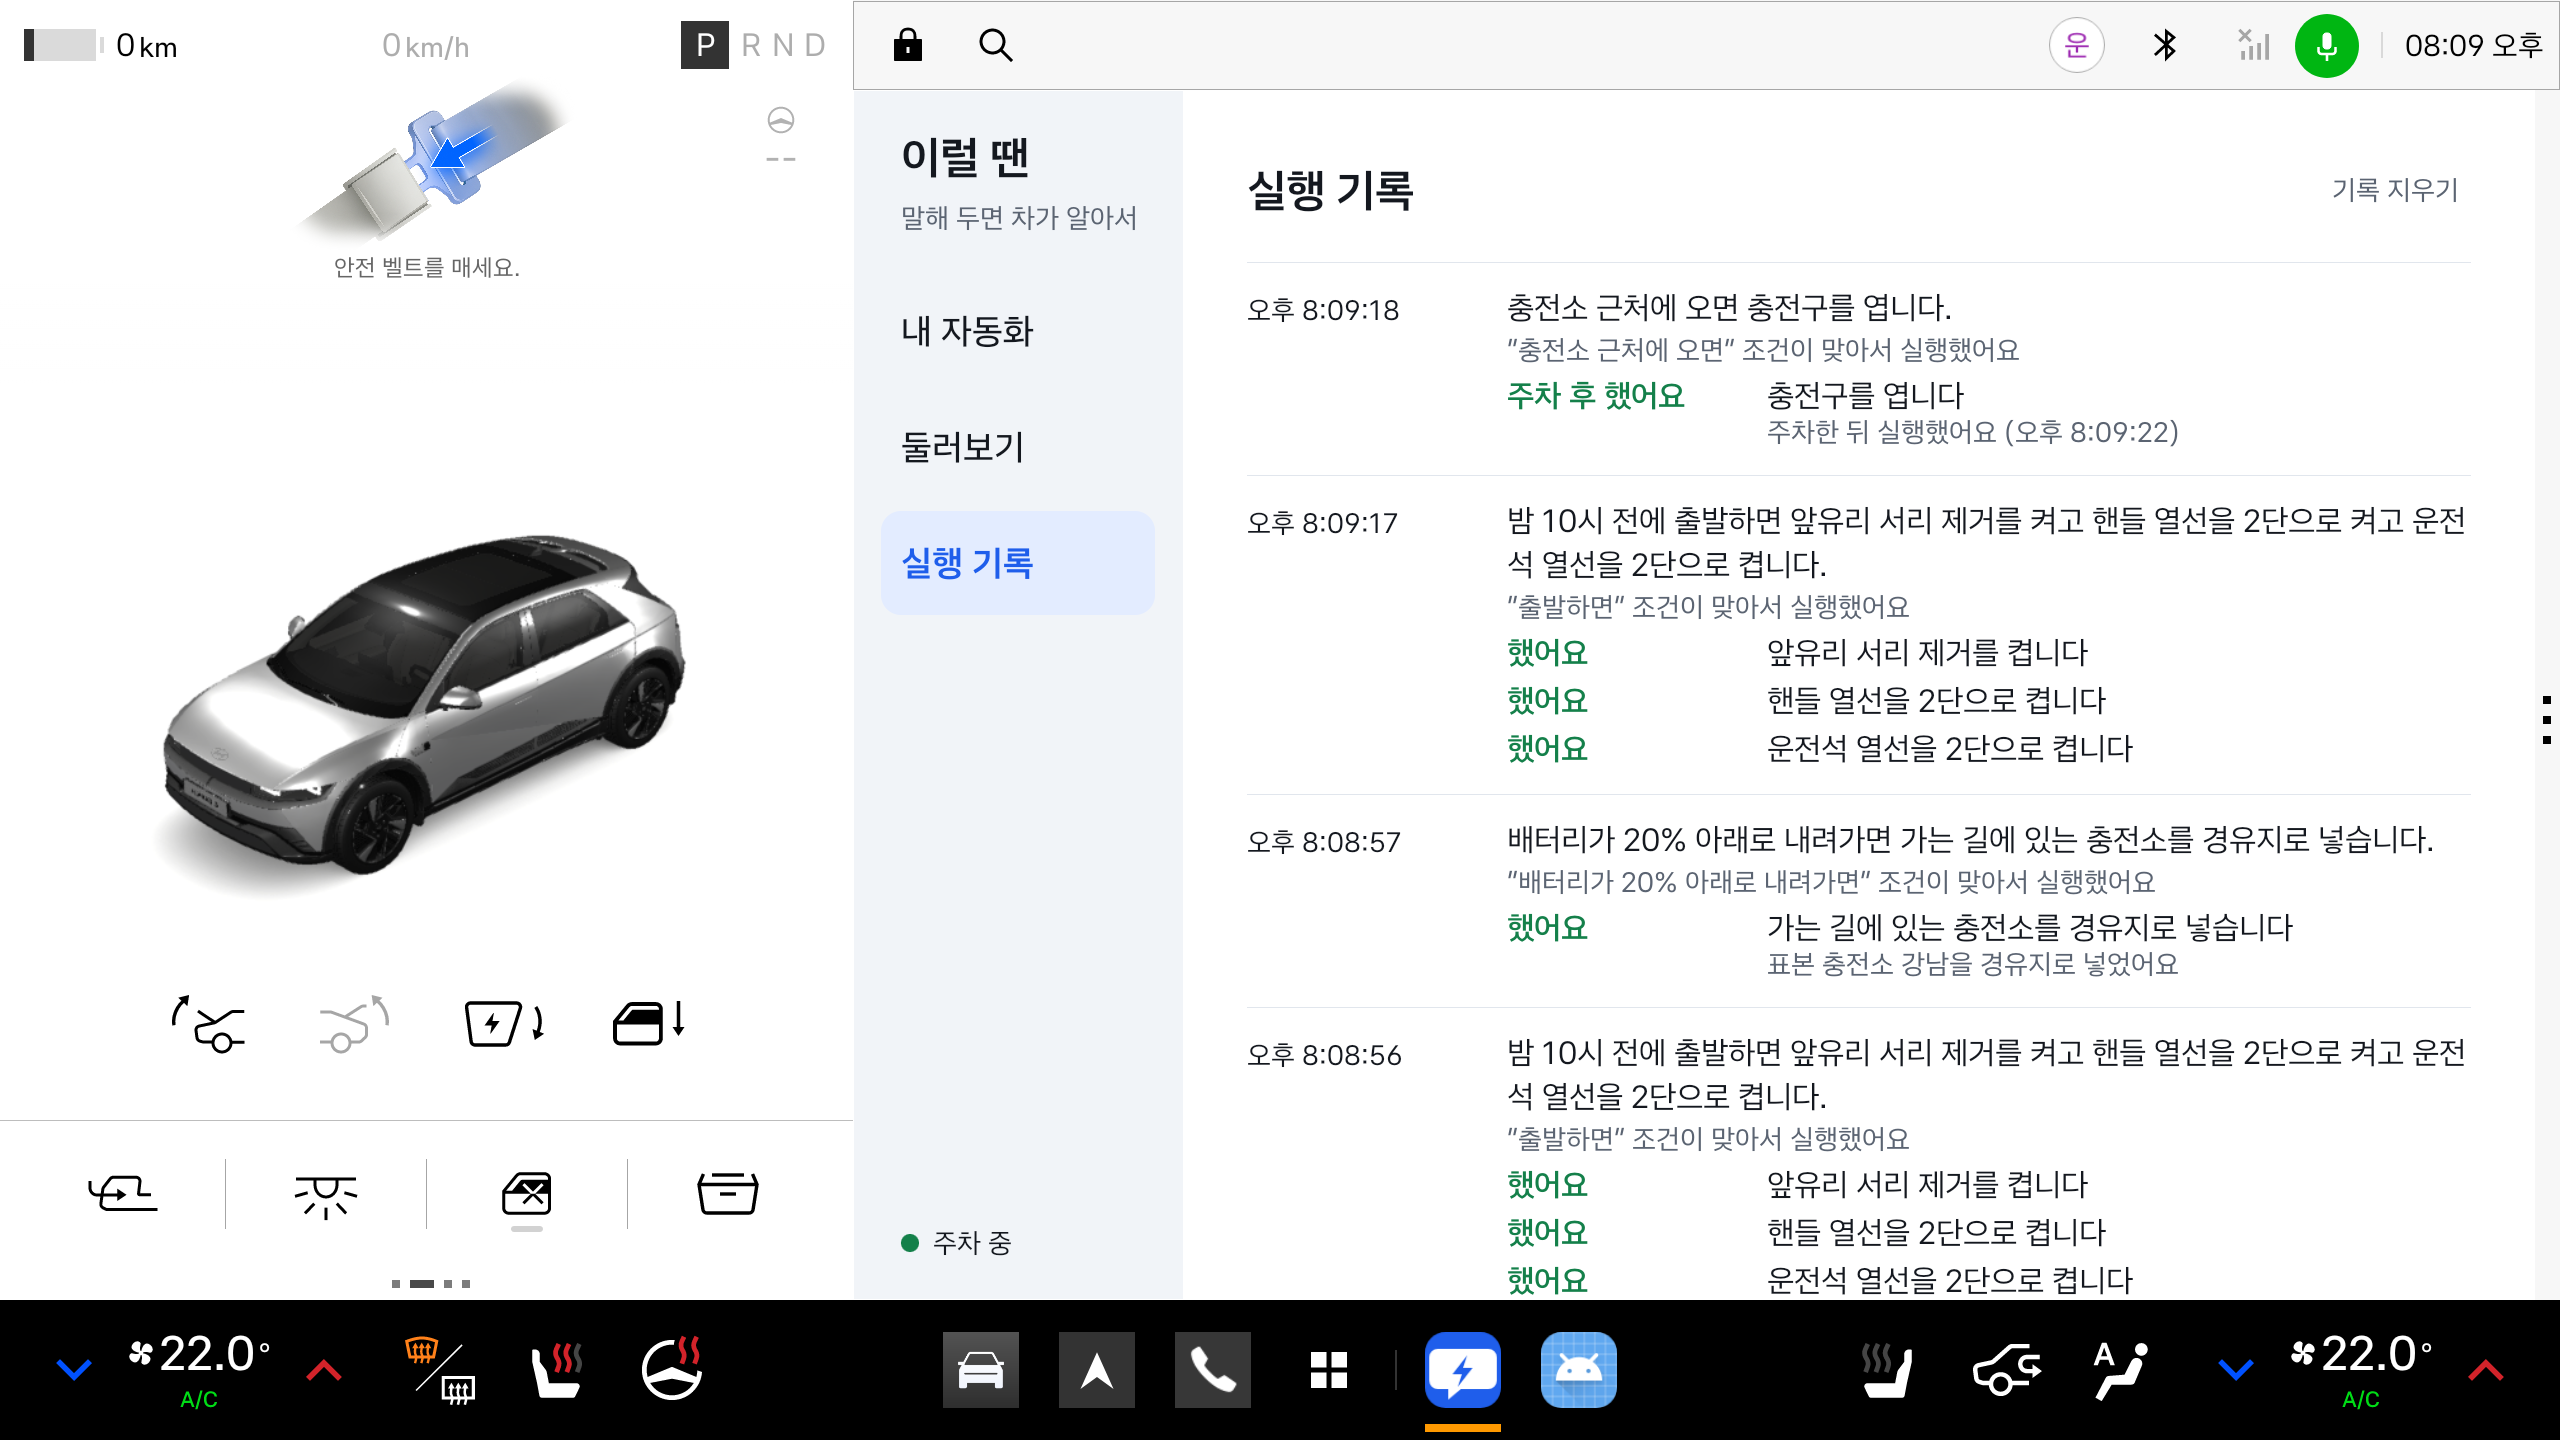 0 km
0 km/h
P R N D
08:09 오후
운
--
안전 벨트를 매세요.
이럴 땐
말해 두면 차가 알아서
내 자동화
둘러보기
실행 기록
주차 중
실행 기록
기록 지우기
오후 8:09:18
충전소 근처에 오면 충전구를 엽니다.
"충전소 근처에 오면" 조건이 맞아서 실행했어요
주차 후 했어요 충전구를 엽니다
주차한 뒤 실행했어요 (오후 8:09:22)
오후 8:09:17
밤 10시 전에 출발하면 앞유리 서리 제거를 켜고 핸들 열선을 2단으로 켜고 운전
석 열선을 2단으로 켭니다.
"출발하면" 조건이 맞아서 실행했어요
했어요 앞유리 서리 제거를 켭니다
했어요 핸들 열선을 2단으로 켭니다
했어요 운전석 열선을 2단으로 켭니다
오후 8:08:57
배터리가 20% 아래로 내려가면 가는 길에 있는 충전소를 경유지로 넣습니다.
"배터리가 20% 아래로 내려가면" 조건이 맞아서 실행했어요
했어요 가는 길에 있는 충전소를 경유지로 넣습니다
표본 충전소 강남을 경유지로 넣었어요
오후 8:08:56
밤 10시 전에 출발하면 앞유리 서리 제거를 켜고 핸들 열선을 2단으로 켜고 운전
석 열선을 2단으로 켭니다.
"출발하면" 조건이 맞아서 실행했어요
했어요 앞유리 서리 제거를 켭니다
했어요 핸들 열선을 2단으로 켭니다
했어요 운전석 열선을 2단으로 켭니다
22.0°
A/C
A
22.0°
A/C